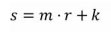 s = m · r + k